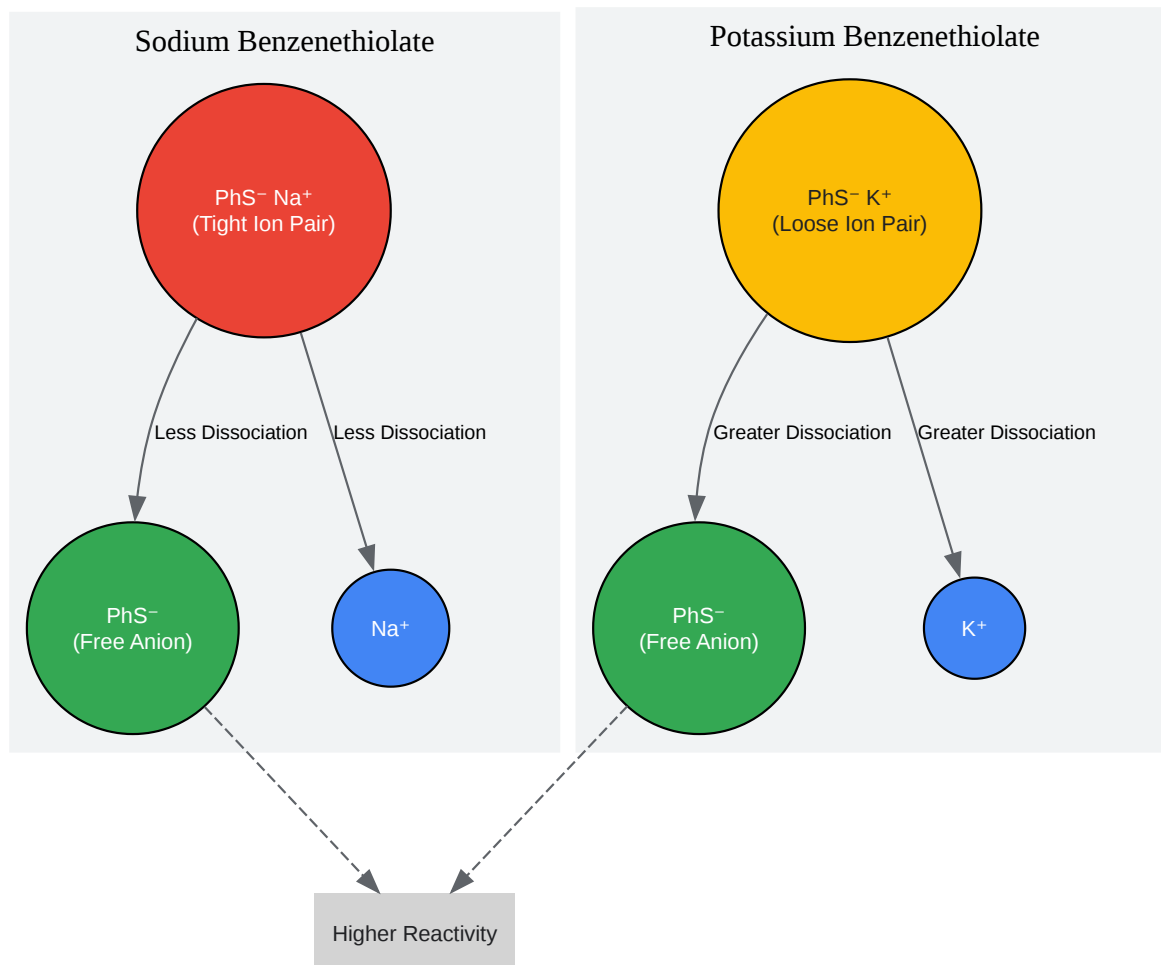 Sodium Benzenethiolate
PhS⁻ Na⁺
(Tight Ion Pair)
Less Dissociation
Less Dissociation
PhS⁻
(Free Anion)
Na⁺
Potassium Benzenethiolate
PhS⁻ K⁺
(Loose Ion Pair)
Greater Dissociation
Greater Dissociation
PhS⁻
(Free Anion)
K⁺
Higher Reactivity